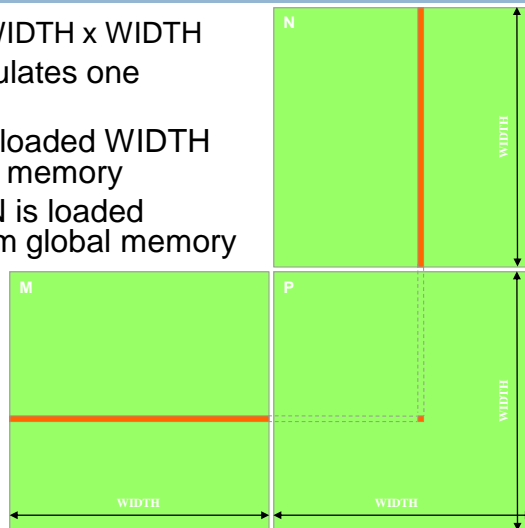 WIDTH x WIDTH
ulates one
loaded WIDTH
memory
N is loaded
m global memory
N
WIDTH
M
P
WIDTH
WIDTH
WIDTH